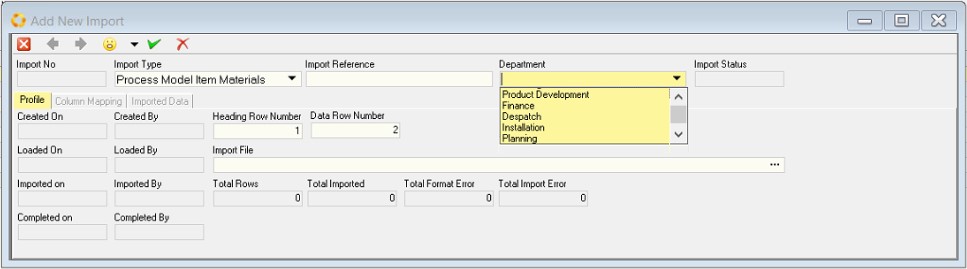 Add New Import
Import No Import Type Import Reference Department Import Status
Process Model Item Materials
Product Development
Finance
Despatch
Installation
Planning
Profile Column Mapping Imported Data
Created On Created By Heading Row Number Data Row Number
1 2
Loaded On Loaded By Import File
...
Imported on Imported By Total Rows Total Imported Total Format Error Total Import Error
0 0 0 0
Completed on Completed By